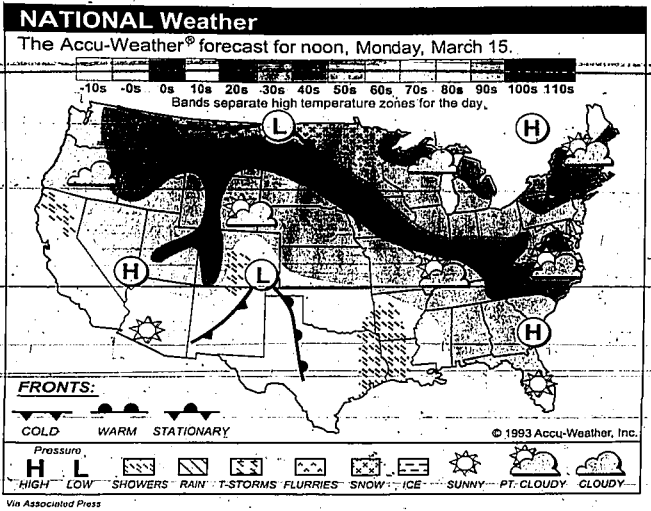 NATIONAL Weather
The Accu-Weather® forecast for noon, Monday, March 15.
-10s -0s 0s 10s 20s 30s 40s 50s 60s 70s 80s 90s 100s 110s
Bands separate high temperature zones for the day.
L
H
H
L
H
FRONTS:
COLD WARM STATIONARY
© 1993 Accu-Weather, Inc.
Pressure
H L
HIGH LOW SHOWERS RAIN T-STORMS FLURRIES SNOW ICE SUNNY PT. CLOUDY CLOUDY
Via Associated Press